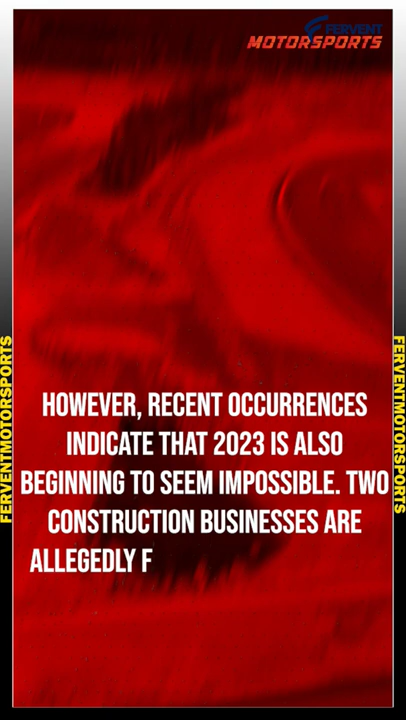 FERVENT
MOTORSPORTS
HOWEVER, RECENT OCCURRENCES
INDICATE THAT 2023 IS ALSO
BEGINNING TO SEEM IMPOSSIBLE. TWO
CONSTRUCTION BUSINESSES ARE
ALLEGEDLY F
FERVENTMOTORSPORTS
FERVENTMOTORSPORTS